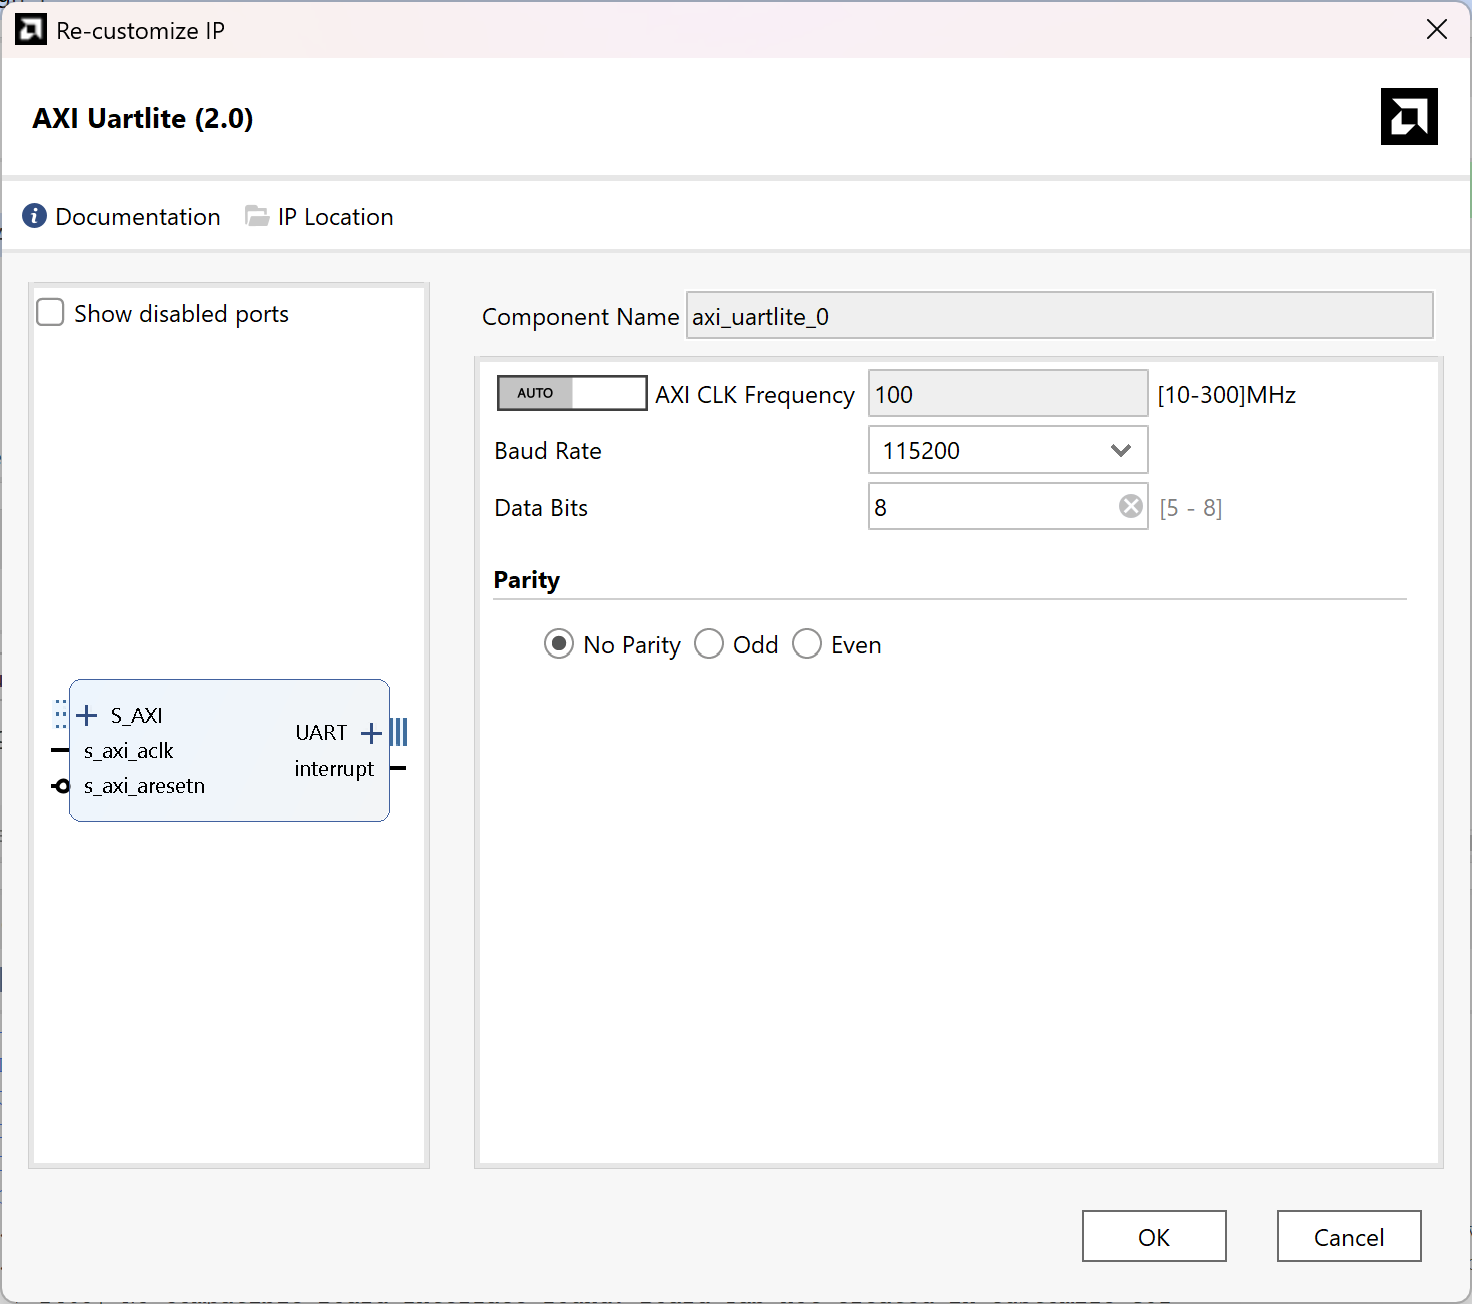 Re-customize IP
AXI Uartlite (2.0)
Documentation IP Location
Show disabled ports
S_AXI
s_axi_aclk
s_axi_aresetn
UART
interrupt
Component Name axi_uartlite_0
AUTO AXI CLK Frequency 100 [10-300]MHz
Baud Rate 115200
Data Bits 8 [5 - 8]
Parity
No Parity Odd Even
OK Cancel